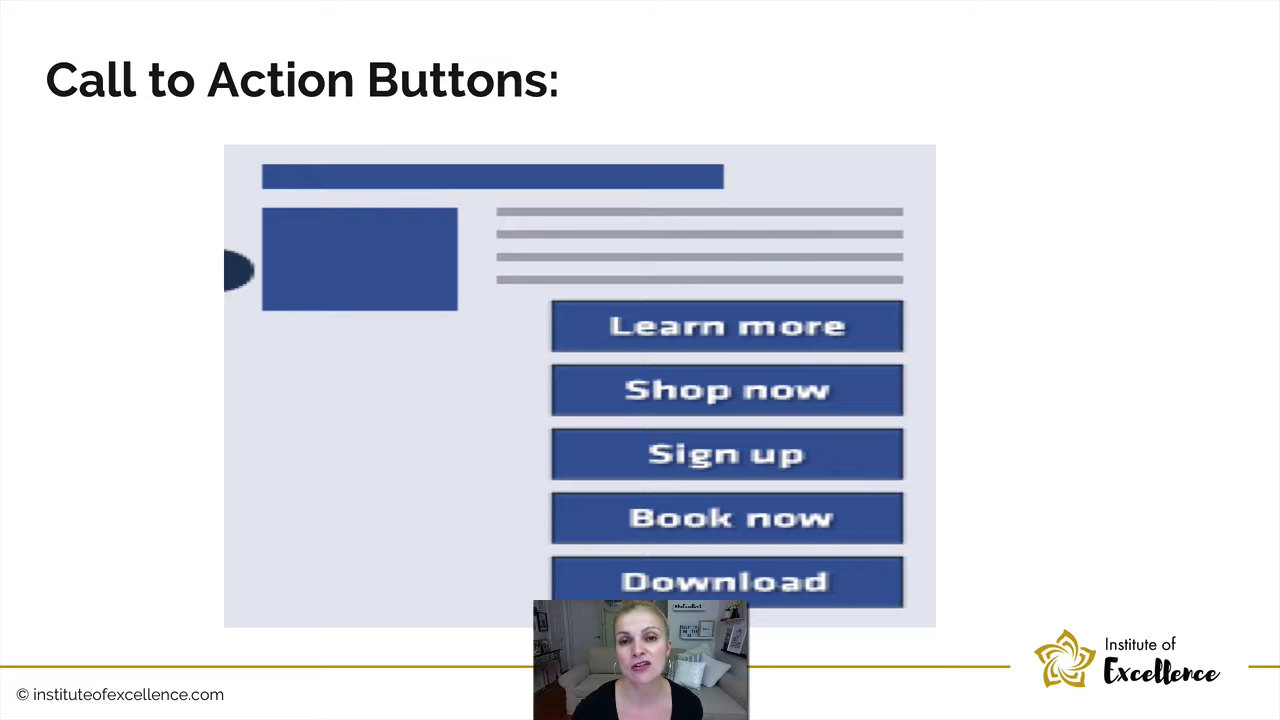 Call to Action Buttons:
Learn more
Shop now
Sign up
Book now
Download
Institute of
Excellence
© instituteofexcellence.com